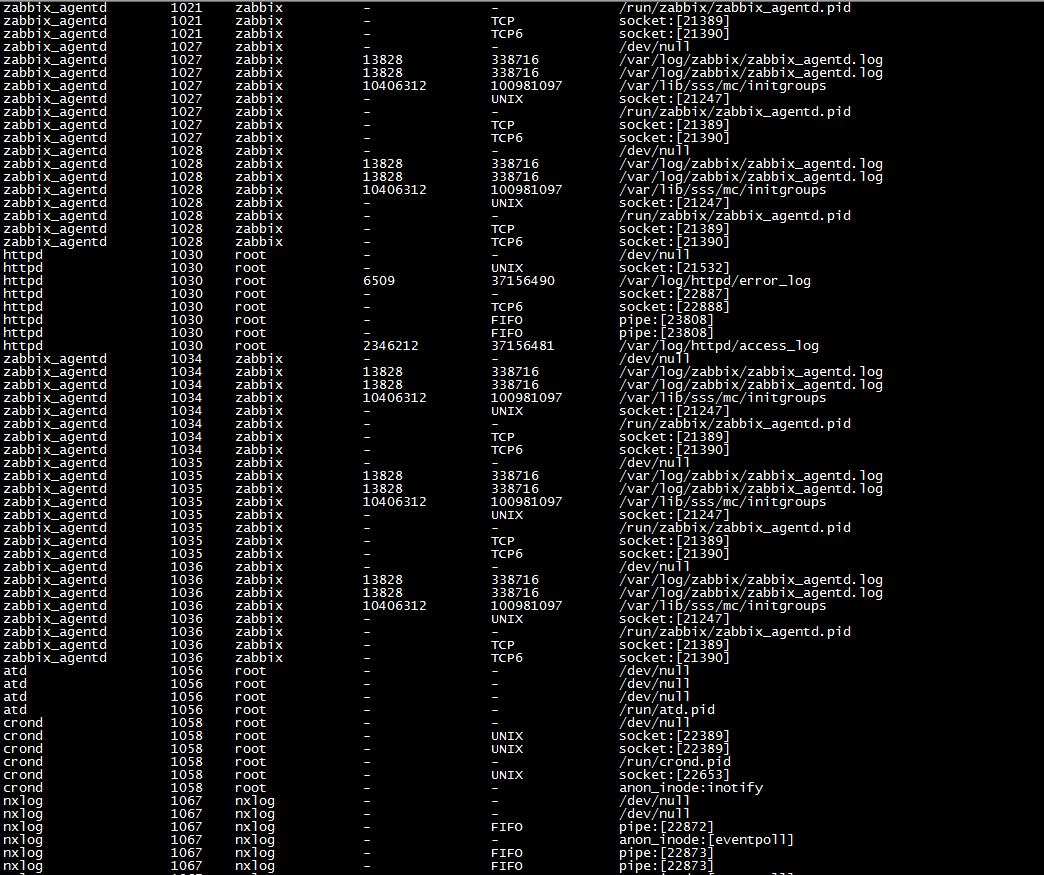 zabbix_agentd 1021 zabbix - - /run/zabbix/zabbix_agentd.pid
zabbix_agentd 1021 zabbix - TCP socket:[21389]
zabbix_agentd 1021 zabbix - TCP6 socket:[21390]
zabbix_agentd 1027 zabbix - - /dev/null
zabbix_agentd 1027 zabbix 13828 338716 /var/log/zabbix/zabbix_agentd.log
zabbix_agentd 1027 zabbix 13828 338716 /var/log/zabbix/zabbix_agentd.log
zabbix_agentd 1027 zabbix 10406312 100981097 /var/lib/sss/mc/initgroups
zabbix_agentd 1027 zabbix - UNIX socket:[21247]
zabbix_agentd 1027 zabbix - - /run/zabbix/zabbix_agentd.pid
zabbix_agentd 1027 zabbix - TCP socket:[21389]
zabbix_agentd 1027 zabbix - TCP6 socket:[21390]
zabbix_agentd 1028 zabbix - - /dev/null
zabbix_agentd 1028 zabbix 13828 338716 /var/log/zabbix/zabbix_agentd.log
zabbix_agentd 1028 zabbix 13828 338716 /var/log/zabbix/zabbix_agentd.log
zabbix_agentd 1028 zabbix 10406312 100981097 /var/lib/sss/mc/initgroups
zabbix_agentd 1028 zabbix - UNIX socket:[21247]
zabbix_agentd 1028 zabbix - - /run/zabbix/zabbix_agentd.pid
zabbix_agentd 1028 zabbix - TCP socket:[21389]
zabbix_agentd 1028 zabbix - TCP6 socket:[21390]
httpd 1030 root - - /dev/null
httpd 1030 root - UNIX socket:[21532]
httpd 1030 root 6509 37156490 /var/log/httpd/error_log
httpd 1030 root - - socket:[22887]
httpd 1030 root - TCP6 socket:[22888]
httpd 1030 root - FIFO pipe:[23808]
httpd 1030 root - FIFO pipe:[23808]
httpd 1030 root 2346212 37156481 /var/log/httpd/access_log
zabbix_agentd 1034 zabbix - - /dev/null
zabbix_agentd 1034 zabbix 13828 338716 /var/log/zabbix/zabbix_agentd.log
zabbix_agentd 1034 zabbix 13828 338716 /var/log/zabbix/zabbix_agentd.log
zabbix_agentd 1034 zabbix 10406312 100981097 /var/lib/sss/mc/initgroups
zabbix_agentd 1034 zabbix - UNIX socket:[21247]
zabbix_agentd 1034 zabbix - - /run/zabbix/zabbix_agentd.pid
zabbix_agentd 1034 zabbix - TCP socket:[21389]
zabbix_agentd 1034 zabbix - TCP6 socket:[21390]
zabbix_agentd 1035 zabbix - - /dev/null
zabbix_agentd 1035 zabbix 13828 338716 /var/log/zabbix/zabbix_agentd.log
zabbix_agentd 1035 zabbix 13828 338716 /var/log/zabbix/zabbix_agentd.log
zabbix_agentd 1035 zabbix 10406312 100981097 /var/lib/sss/mc/initgroups
zabbix_agentd 1035 zabbix - UNIX socket:[21247]
zabbix_agentd 1035 zabbix - - /run/zabbix/zabbix_agentd.pid
zabbix_agentd 1035 zabbix - TCP socket:[21389]
zabbix_agentd 1035 zabbix - TCP6 socket:[21390]
zabbix_agentd 1036 zabbix - - /dev/null
zabbix_agentd 1036 zabbix 13828 338716 /var/log/zabbix/zabbix_agentd.log
zabbix_agentd 1036 zabbix 13828 338716 /var/log/zabbix/zabbix_agentd.log
zabbix_agentd 1036 zabbix 10406312 100981097 /var/lib/sss/mc/initgroups
zabbix_agentd 1036 zabbix - UNIX socket:[21247]
zabbix_agentd 1036 zabbix - - /run/zabbix/zabbix_agentd.pid
zabbix_agentd 1036 zabbix - TCP socket:[21389]
zabbix_agentd 1036 zabbix - TCP6 socket:[21390]
atd 1056 root - - /dev/null
atd 1056 root - - /dev/null
atd 1056 root - - /dev/null
atd 1056 root - - /run/atd.pid
crond 1058 root - - /dev/null
crond 1058 root - UNIX socket:[22389]
crond 1058 root - UNIX socket:[22389]
crond 1058 root - - /run/crond.pid
crond 1058 root - UNIX socket:[22653]
crond 1058 root - - anon_inode:inotify
nxlog 1067 nxlog - - /dev/null
nxlog 1067 nxlog - - /dev/null
nxlog 1067 nxlog - FIFO pipe:[22872]
nxlog 1067 nxlog - - anon_inode:[eventpoll]
nxlog 1067 nxlog - FIFO pipe:[22873]
nxlog 1067 nxlog - FIFO pipe:[22873]